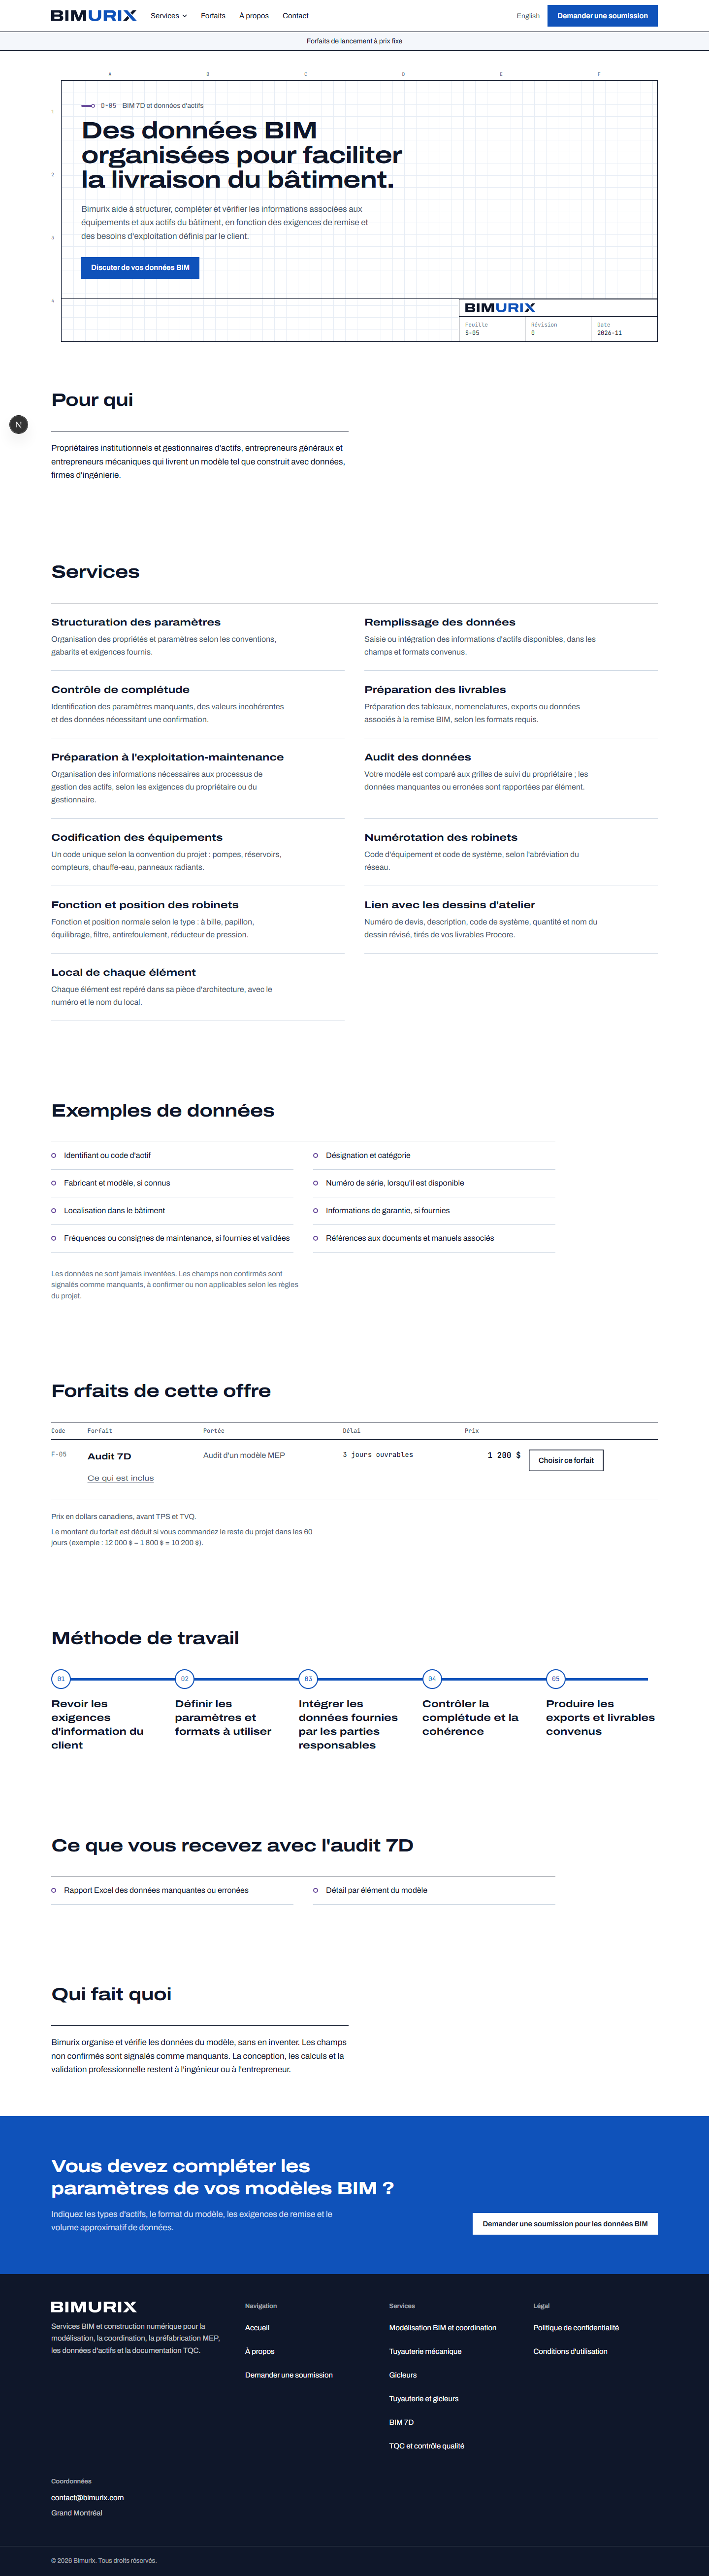 BIMURIX
Services
Forfaits
À propos
Contact
English
Demander une soumission
Forfaits de lancement à prix fixe
A B C D E F
1
2
3
4
D-05 BIM 7D et données d'actifs
Des données BIM
organisées pour faciliter
la livraison du bâtiment.
Bimurix aide à structurer, compléter et vérifier les informations associées aux
équipements et aux actifs du bâtiment, en fonction des exigences de remise et
des besoins d'exploitation définis par le client.
Discuter de vos données BIM
BIMURIX
Feuille
S-05
Révision
0
Date
2026-11
N
Pour qui
Propriétaires institutionnels et gestionnaires d'actifs, entrepreneurs généraux et
entrepreneurs mécaniques qui livrent un modèle tel que construit avec données,
firmes d'ingénierie.
Services
Structuration des paramètres
Organisation des propriétés et paramètres selon les conventions,
gabarits et exigences fournis.
Remplissage des données
Saisie ou intégration des informations d'actifs disponibles, dans les
champs et formats convenus.
Contrôle de complétude
Identification des paramètres manquants, des valeurs incohérentes
et des données nécessitant une confirmation.
Préparation des livrables
Préparation des tableaux, nomenclatures, exports ou données
associés à la remise BIM, selon les formats requis.
Préparation à l'exploitation-maintenance
Organisation des informations nécessaires aux processus de
gestion des actifs, selon les exigences du propriétaire ou du
gestionnaire.
Audit des données
Votre modèle est comparé aux grilles de suivi du propriétaire ; les
données manquantes ou erronées sont rapportées par élément.
Codification des équipements
Un code unique selon la convention du projet : pompes, réservoirs,
compteurs, chauffe-eau, panneaux radiants.
Numérotation des robinets
Code d'équipement et code de système, selon l'abréviation du
réseau.
Fonction et position des robinets
Fonction et position normale selon le type : à bille, papillon,
équilibrage, filtre, antirefoulement, réducteur de pression.
Lien avec les dessins d'atelier
Numéro de devis, description, code de système, quantité et nom du
dessin révisé, tirés de vos livrables Procore.
Local de chaque élément
Chaque élément est repéré dans sa pièce d'architecture, avec le
numéro et le nom du local.
Exemples de données
Identifiant ou code d'actif
Désignation et catégorie
Fabricant et modèle, si connus
Numéro de série, lorsqu'il est disponible
Localisation dans le bâtiment
Informations de garantie, si fournies
Fréquences ou consignes de maintenance, si fournies et validées
Références aux documents et manuels associés
Les données ne sont jamais inventées. Les champs non confirmés sont
signalés comme manquants, à confirmer ou non applicables selon les règles
du projet.
Forfaits de cette offre
Code Forfait Portée Délai Prix
F-05 Audit 7D Audit d'un modèle MEP 3 jours ouvrables 1 200 $ Choisir ce forfait
Ce qui est inclus
Prix en dollars canadiens, avant TPS et TVQ.
Le montant du forfait est déduit si vous commandez le reste du projet dans les 60
jours (exemple : 12 000 $ − 1 800 $ = 10 200 $).
Méthode de travail
01
Revoir les
exigences
d'information du
client
02
Définir les
paramètres et
formats à utiliser
03
Intégrer les
données fournies
par les parties
responsables
04
Contrôler la
complétude et la
cohérence
05
Produire les
exports et livrables
convenus
Ce que vous recevez avec l'audit 7D
Rapport Excel des données manquantes ou erronées
Détail par élément du modèle
Qui fait quoi
Bimurix organise et vérifie les données du modèle, sans en inventer. Les champs
non confirmés sont signalés comme manquants. La conception, les calculs et la
validation professionnelle restent à l'ingénieur ou à l'entrepreneur.
Vous devez compléter les
paramètres de vos modèles BIM ?
Indiquez les types d'actifs, le format du modèle, les exigences de remise et le
volume approximatif de données.
Demander une soumission pour les données BIM
BIMURIX
Services BIM et construction numérique pour la
modélisation, la coordination, la préfabrication MEP,
les données d'actifs et la documentation TQC.
Navigation
Accueil
À propos
Demander une soumission
Services
Modélisation BIM et coordination
Tuyauterie mécanique
Gicleurs
Tuyauterie et gicleurs
BIM 7D
TQC et contrôle qualité
Légal
Politique de confidentialité
Conditions d'utilisation
Coordonnées
contact@bimurix.com
Grand Montréal
© 2026 Bimurix. Tous droits réservés.